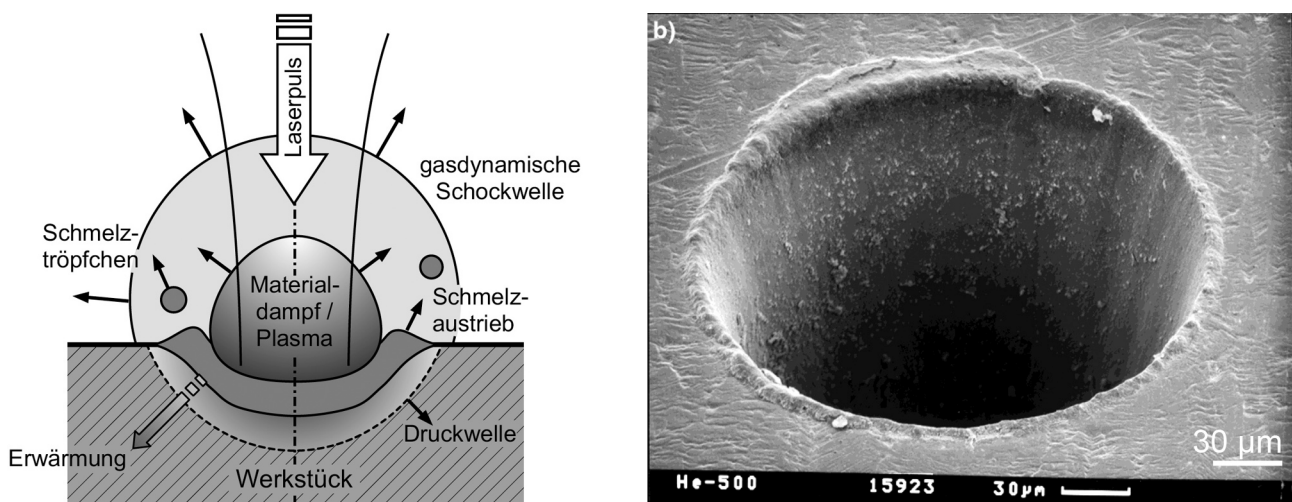 Laserpuls
gasdynamische
Schockwelle
Schmelz-
tröpfchen
Material-
dampf /
Plasma
Schmelz-
austrieb
Druckwelle
Erwärmung
Werkstück
b)
30 µm
He-500 15923 30µm